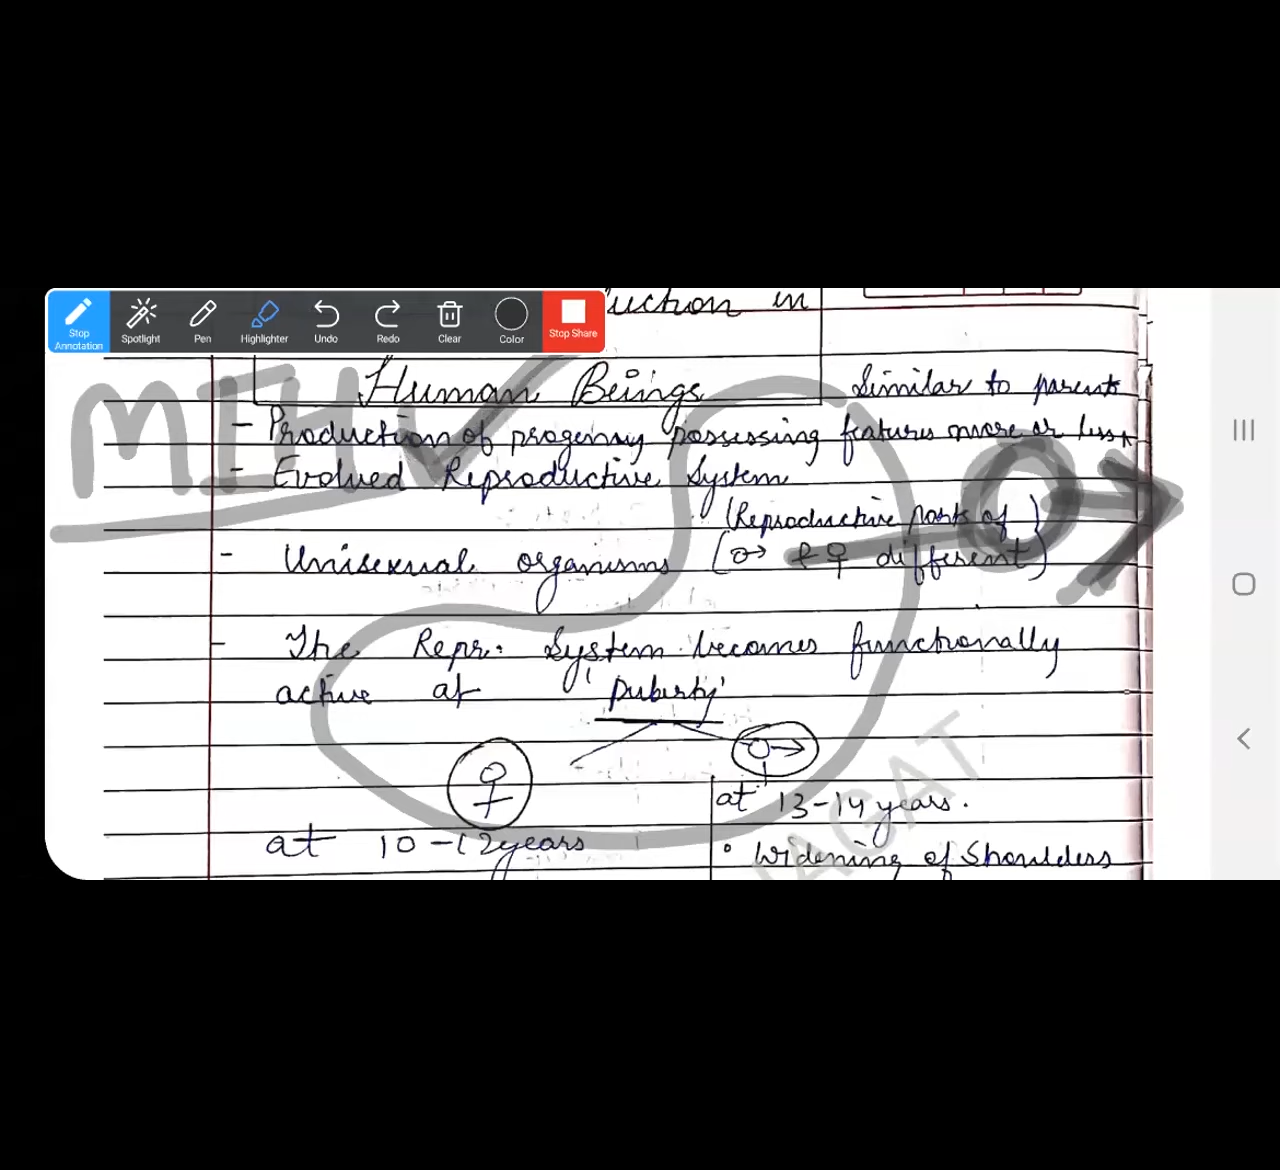 Stop Annotation
Spotlight
Pen
Highlighter
Undo
Redo
Clear
Color
Stop Share
uction in
Human Beings
Similar to parents
- Production of progenny possessing features more or less
- Evolved Reproductive System
(Reproductive parts of
- Unisexual organisms (♂ & ♀ different)
- The Repr. System becomes functionally
active at 'Puberty'
♀ ♂
at 13-14 years.
at 10-12 years
• Widening of Shoulders
JAGAT